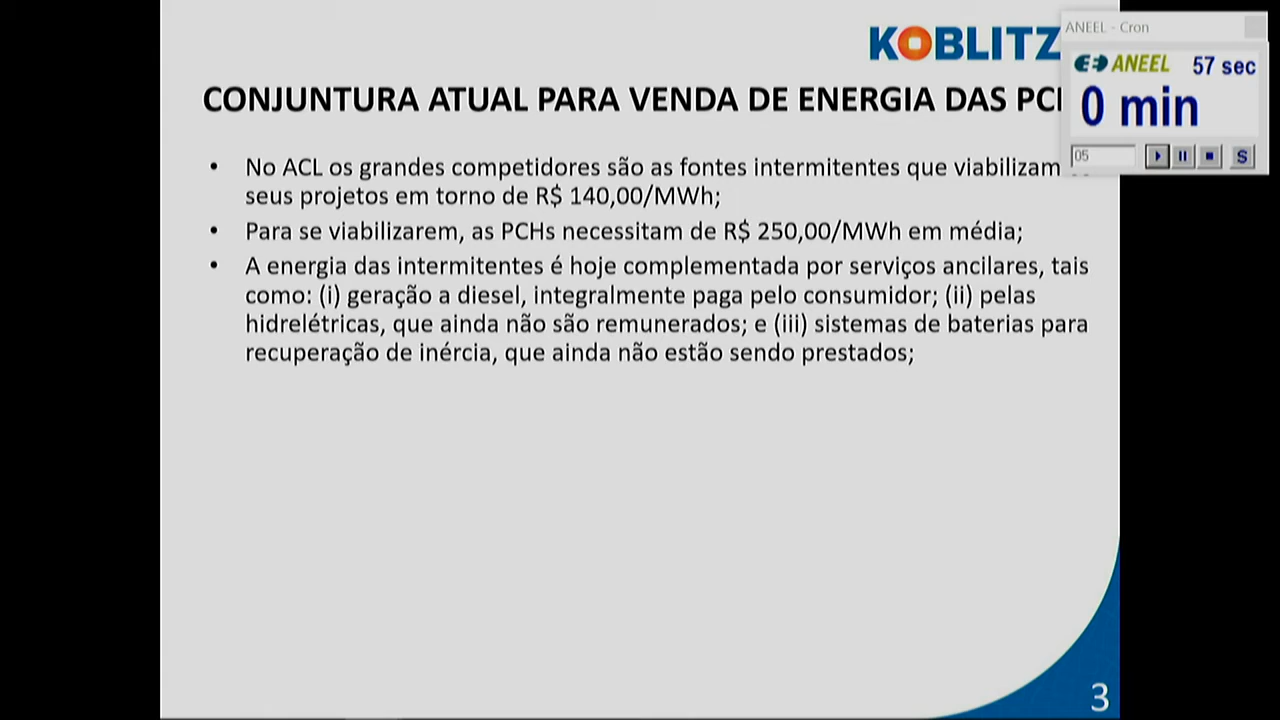 KOBLITZ
ANEEL - Cron
ANEEL 57 sec
0 min
05
S
CONJUNTURA ATUAL PARA VENDA DE ENERGIA DAS
• No ACL os grandes competidores são as fontes intermitentes que viabilizam
seus projetos em torno de R$ 140,00/MWh;
• Para se viabilizarem, as PCHs necessitam de R$ 250,00/MWh em média;
• A energia das intermitentes é hoje complementada por serviços ancilares, tais
como: (i) geração a diesel, integralmente paga pelo consumidor; (ii) pelas
hidrelétricas, que ainda não são remunerados; e (iii) sistemas de baterias para
recuperação de inércia, que ainda não estão sendo prestados;
3